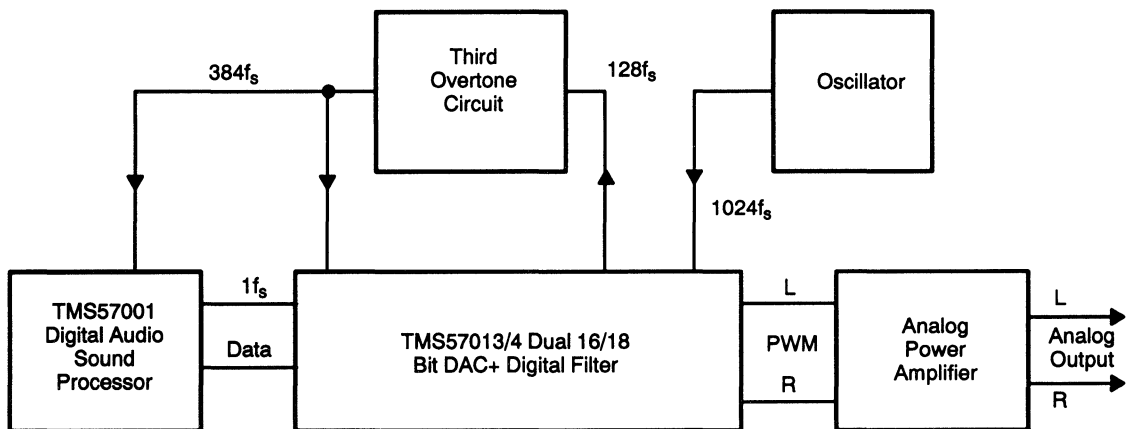 384fₛ
Third
Overtone
Circuit
128fₛ
Oscillator
1024fₛ
TMS57001
Digital Audio
Sound
Processor
1fₛ
Data
TMS57013/4 Dual 16/18
Bit DAC+ Digital Filter
L
PWM
R
Analog
Power
Amplifier
L
Analog
Output
R